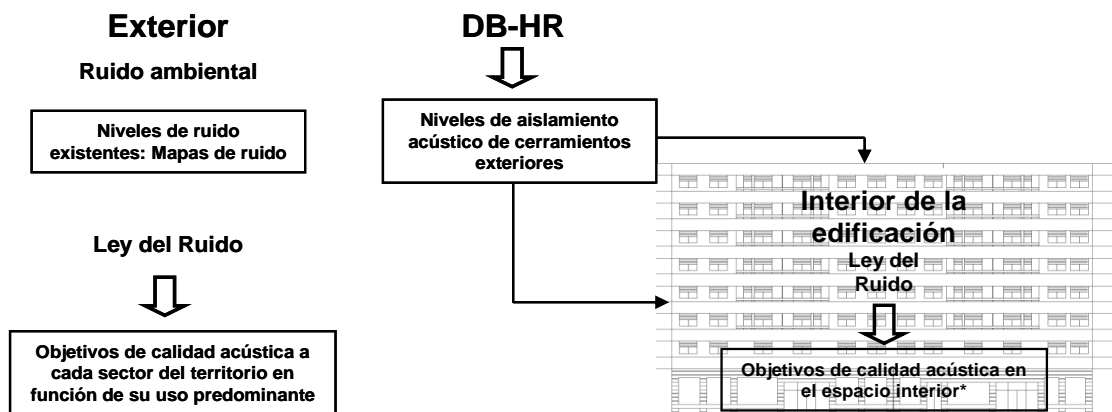 Exterior
Ruido ambiental
Niveles de ruido
existentes: Mapas de ruido
Ley del Ruido
Objetivos de calidad acústica a
cada sector del territorio en
función de su uso predominante
DB-HR
Niveles de aislamiento
acústico de cerramientos
exteriores
Interior de la
edificación
Ley del
Ruido
Objetivos de calidad acústica en
el espacio interior*